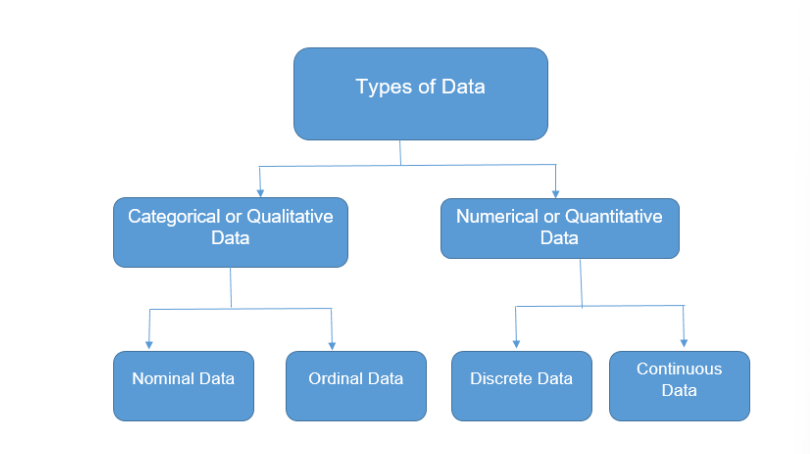 Types of Data
Categorical or Qualitative
Data
Numerical or Quantitative
Data
Nominal Data
Ordinal Data
Discrete Data
Continuous
Data